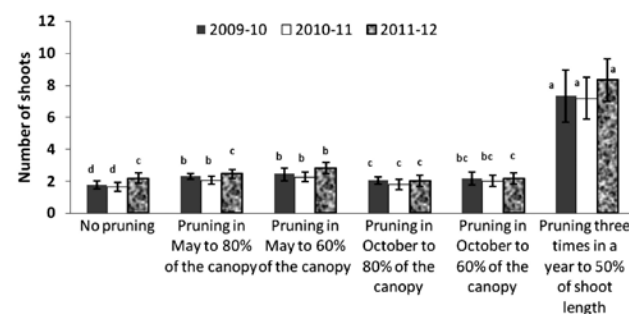 12
10
8
6
4
2
0
Number of shoots
2009-10 2010-11 2011-12
d d c
b b c
b b b
c c c
bc bc c
a a a
No pruning
Pruning in
May to 80%
of the canopy
Pruning in
May to 60%
of the canopy
Pruning in
October to
80% of the
canopy
Pruning in
October to
60% of the
canopy
Pruning three
times in a
year to 50%
of shoot
length